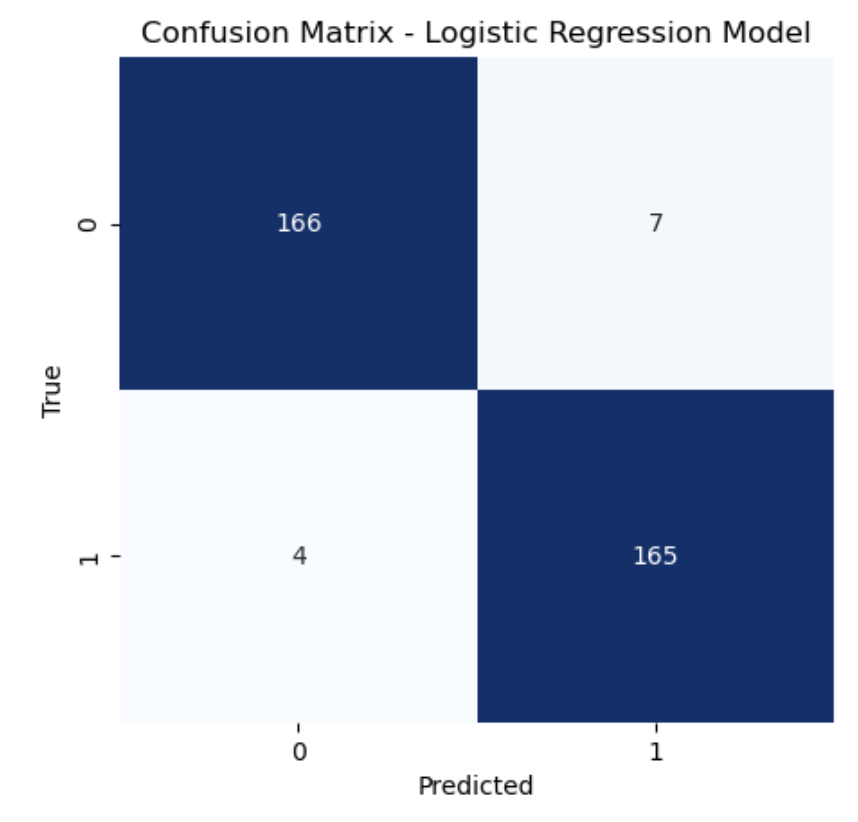 Confusion Matrix - Logistic Regression Model
0
166
7
True
1
4
165
0
1
Predicted